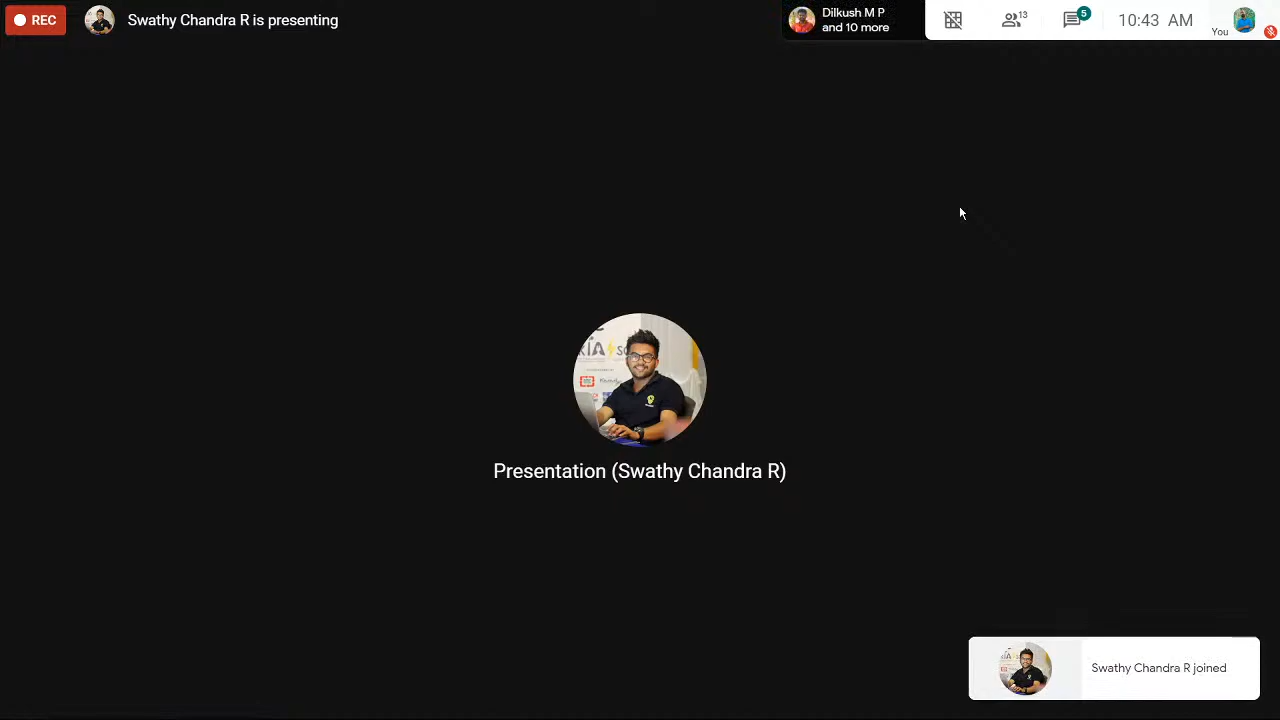 REC
Swathy Chandra R is presenting
Dilkush M P
and 10 more
13
5
10:43 AM
You
Presentation (Swathy Chandra R)
Swathy Chandra R joined